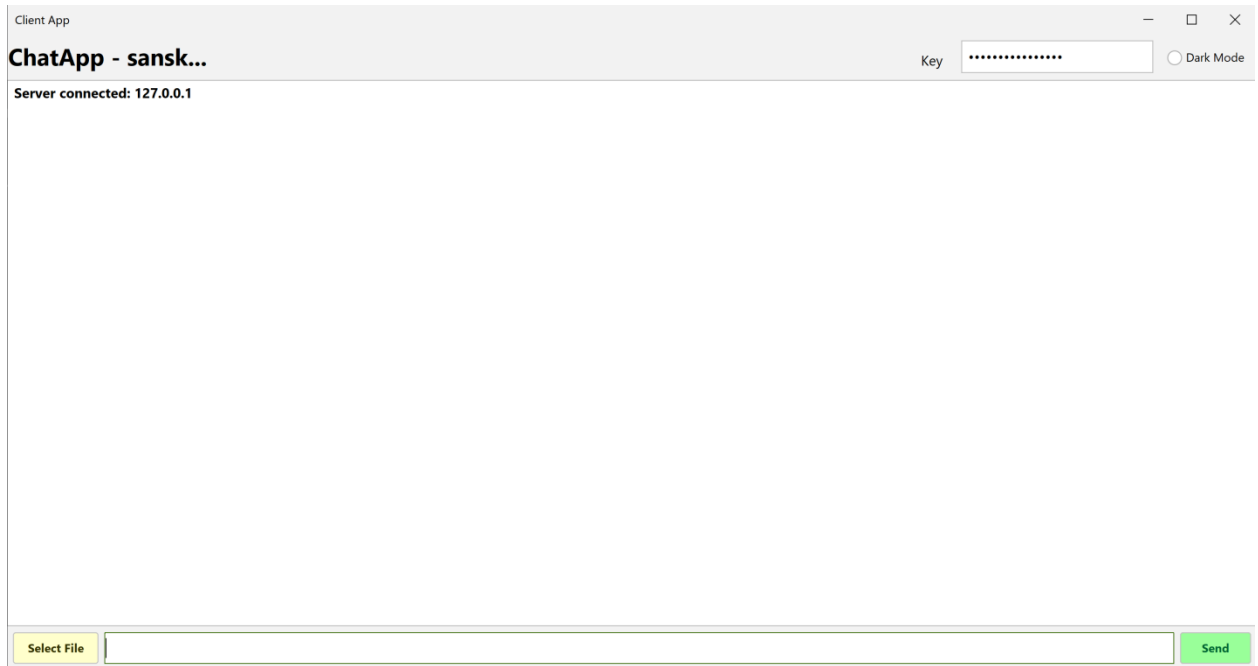 Client App
ChatApp - sansk...
Key •••••••••••••••• Dark Mode
Server connected: 127.0.0.1
Select File Send